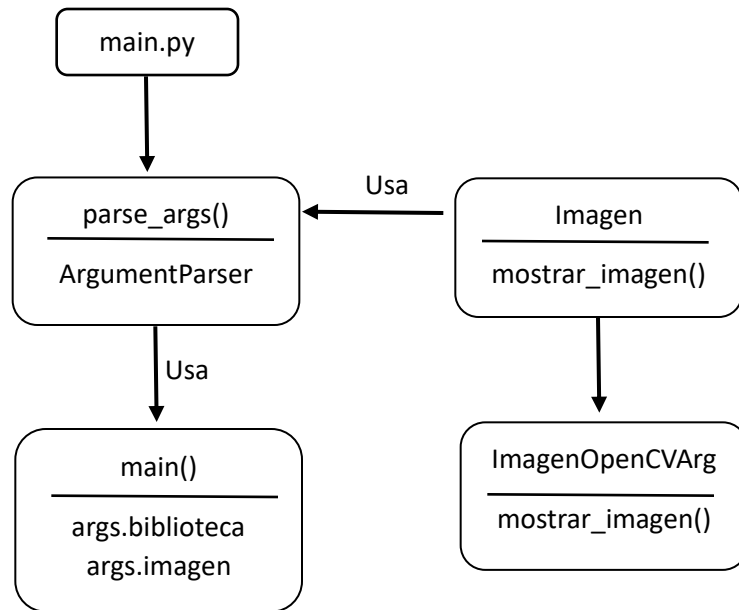 main.py
Usa
parse_args()
ArgumentParser
Imagen
mostrar_imagen()
Usa
main()
args.biblioteca
args.imagen
ImagenOpenCVArg
mostrar_imagen()